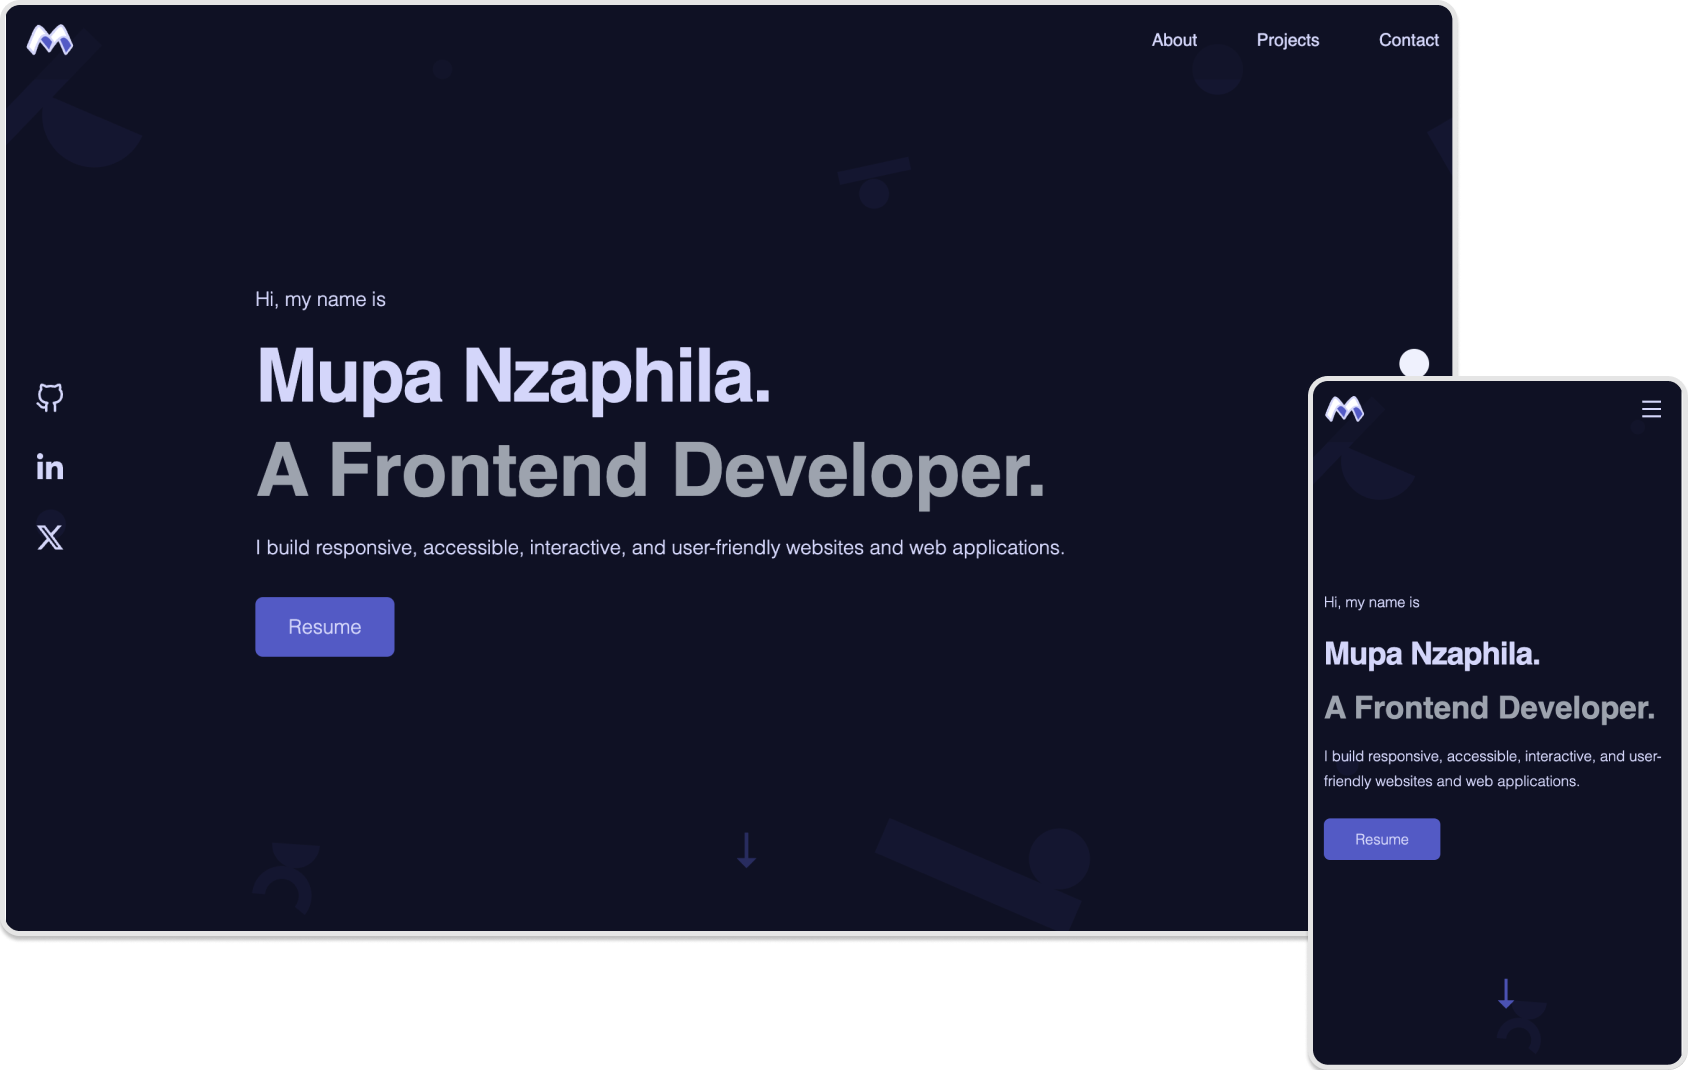 About Projects Contact
Hi, my name is
Mupa Nzaphila.
A Frontend Developer.
I build responsive, accessible, interactive, and user-friendly websites and web applications.
Resume
Hi, my name is
Mupa Nzaphila.
A Frontend Developer.
I build responsive, accessible, interactive, and user-
friendly websites and web applications.
Resume